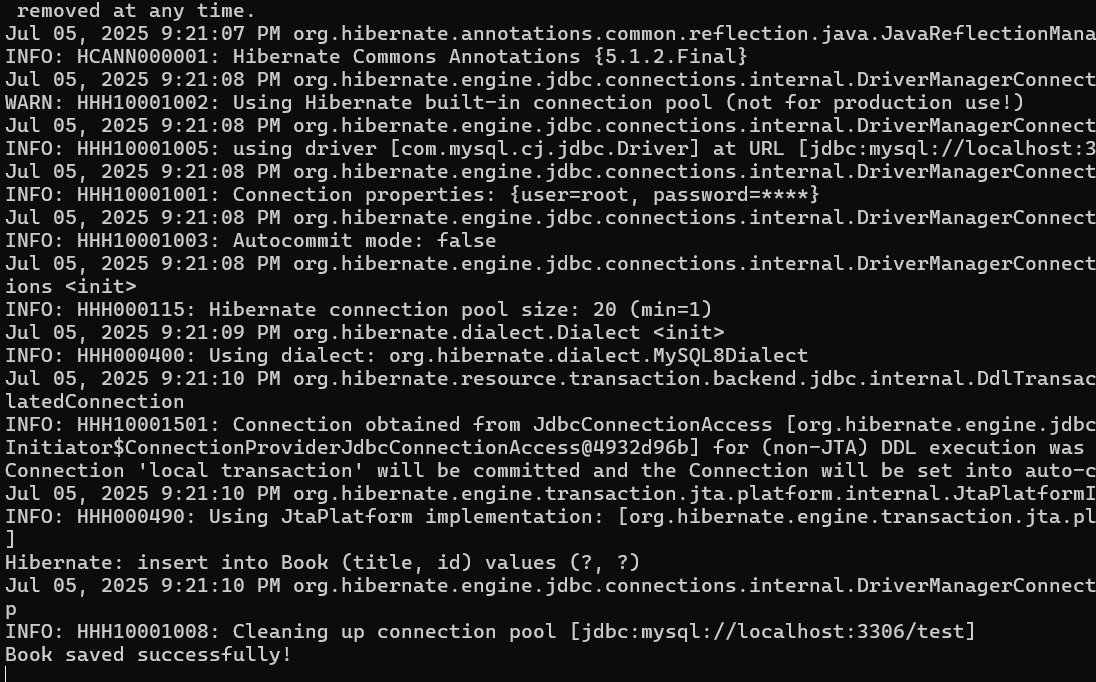 removed at any time.
Jul 05, 2025 9:21:07 PM org.hibernate.annotations.common.reflection.java.JavaReflectionMana
INFO: HCANN000001: Hibernate Commons Annotations {5.1.2.Final}
Jul 05, 2025 9:21:08 PM org.hibernate.engine.jdbc.connections.internal.DriverManagerConnect
WARN: HHH10001002: Using Hibernate built-in connection pool (not for production use!)
Jul 05, 2025 9:21:08 PM org.hibernate.engine.jdbc.connections.internal.DriverManagerConnect
INFO: HHH10001005: using driver [com.mysql.cj.jdbc.Driver] at URL [jdbc:mysql://localhost:3
Jul 05, 2025 9:21:08 PM org.hibernate.engine.jdbc.connections.internal.DriverManagerConnect
INFO: HHH10001001: Connection properties: {user=root, password=****}
Jul 05, 2025 9:21:08 PM org.hibernate.engine.jdbc.connections.internal.DriverManagerConnect
INFO: HHH10001003: Autocommit mode: false
Jul 05, 2025 9:21:08 PM org.hibernate.engine.jdbc.connections.internal.DriverManagerConnect
ions <init>
INFO: HHH000115: Hibernate connection pool size: 20 (min=1)
Jul 05, 2025 9:21:09 PM org.hibernate.dialect.Dialect <init>
INFO: HHH000400: Using dialect: org.hibernate.dialect.MySQL8Dialect
Jul 05, 2025 9:21:10 PM org.hibernate.resource.transaction.backend.jdbc.internal.DdlTransac
latedConnection
INFO: HHH10001501: Connection obtained from JdbcConnectionAccess [org.hibernate.engine.jdbc
Initiator$ConnectionProviderJdbcConnectionAccess@4932d96b] for (non-JTA) DDL execution was
Connection 'local transaction' will be committed and the Connection will be set into auto-c
Jul 05, 2025 9:21:10 PM org.hibernate.engine.transaction.jta.platform.internal.JtaPlatformI
INFO: HHH000490: Using JtaPlatform implementation: [org.hibernate.engine.transaction.jta.pl
]
Hibernate: insert into Book (title, id) values (?, ?)
Jul 05, 2025 9:21:10 PM org.hibernate.engine.jdbc.connections.internal.DriverManagerConnect
p
INFO: HHH10001008: Cleaning up connection pool [jdbc:mysql://localhost:3306/test]
Book saved successfully!